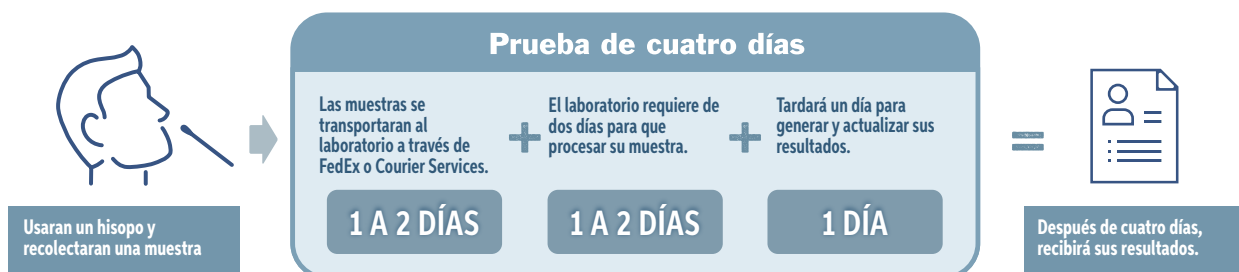 Prueba de cuatro días
Las muestras se
transportaran al
laboratorio a través de
FedEx o Courier Services.
1 A 2 DÍAS
+
El laboratorio requiere de
dos días para que
procesar su muestra.
1 A 2 DÍAS
+
Tardará un día para
generar y actualizar sus
resultados.
1 DÍA
=
Usaran un hisopo y
recolectaran una muestra
Después de cuatro días,
recibirá sus resultados.